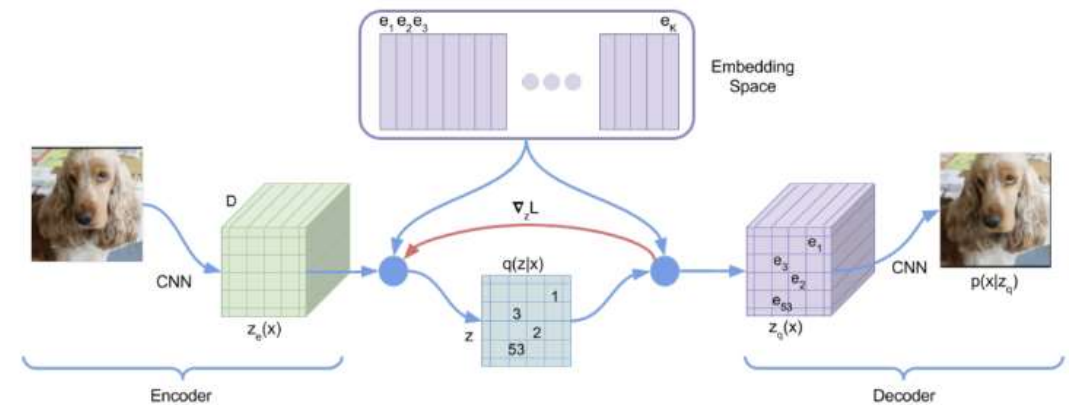 e₁ e₂ e₃
eK
Embedding
Space
D
∇zL
q(z|x)
CNN
1
3
2
53
z
ze(x)
e₁
e₃
e₂
e₅₃
CNN
p(x|zq)
zq(x)
Encoder
Decoder